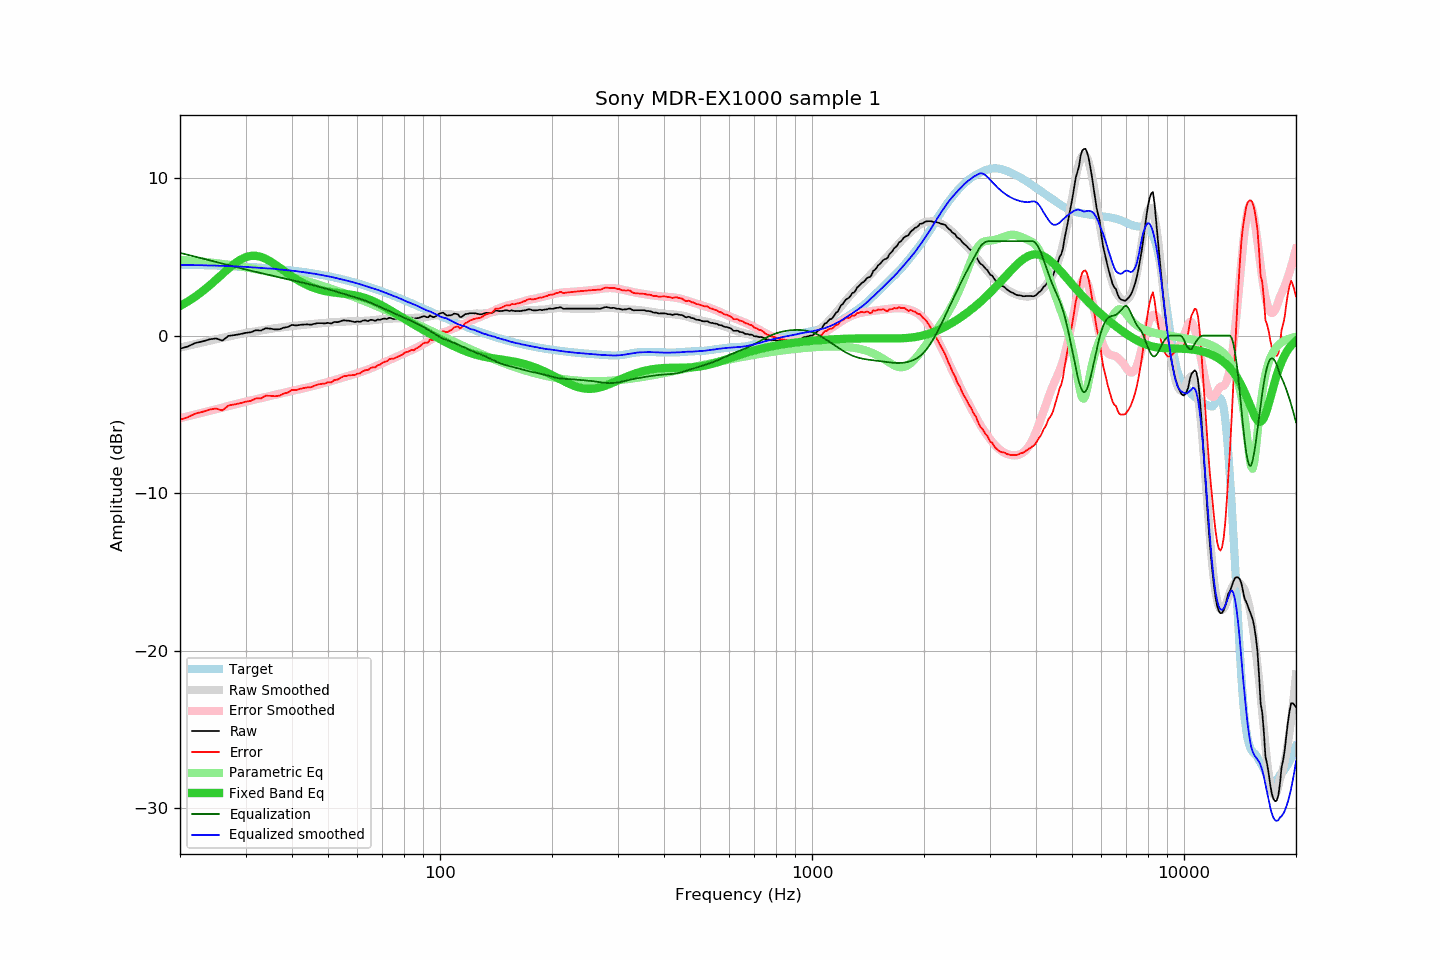 Sony MDR-EX1000 sample 1
10
0
−10
−20
−30
Amplitude (dBr)
Target
Raw Smoothed
Error Smoothed
Raw
Error
Parametric Eq
Fixed Band Eq
Equalization
Equalized smoothed
100 1000 10000
Frequency (Hz)